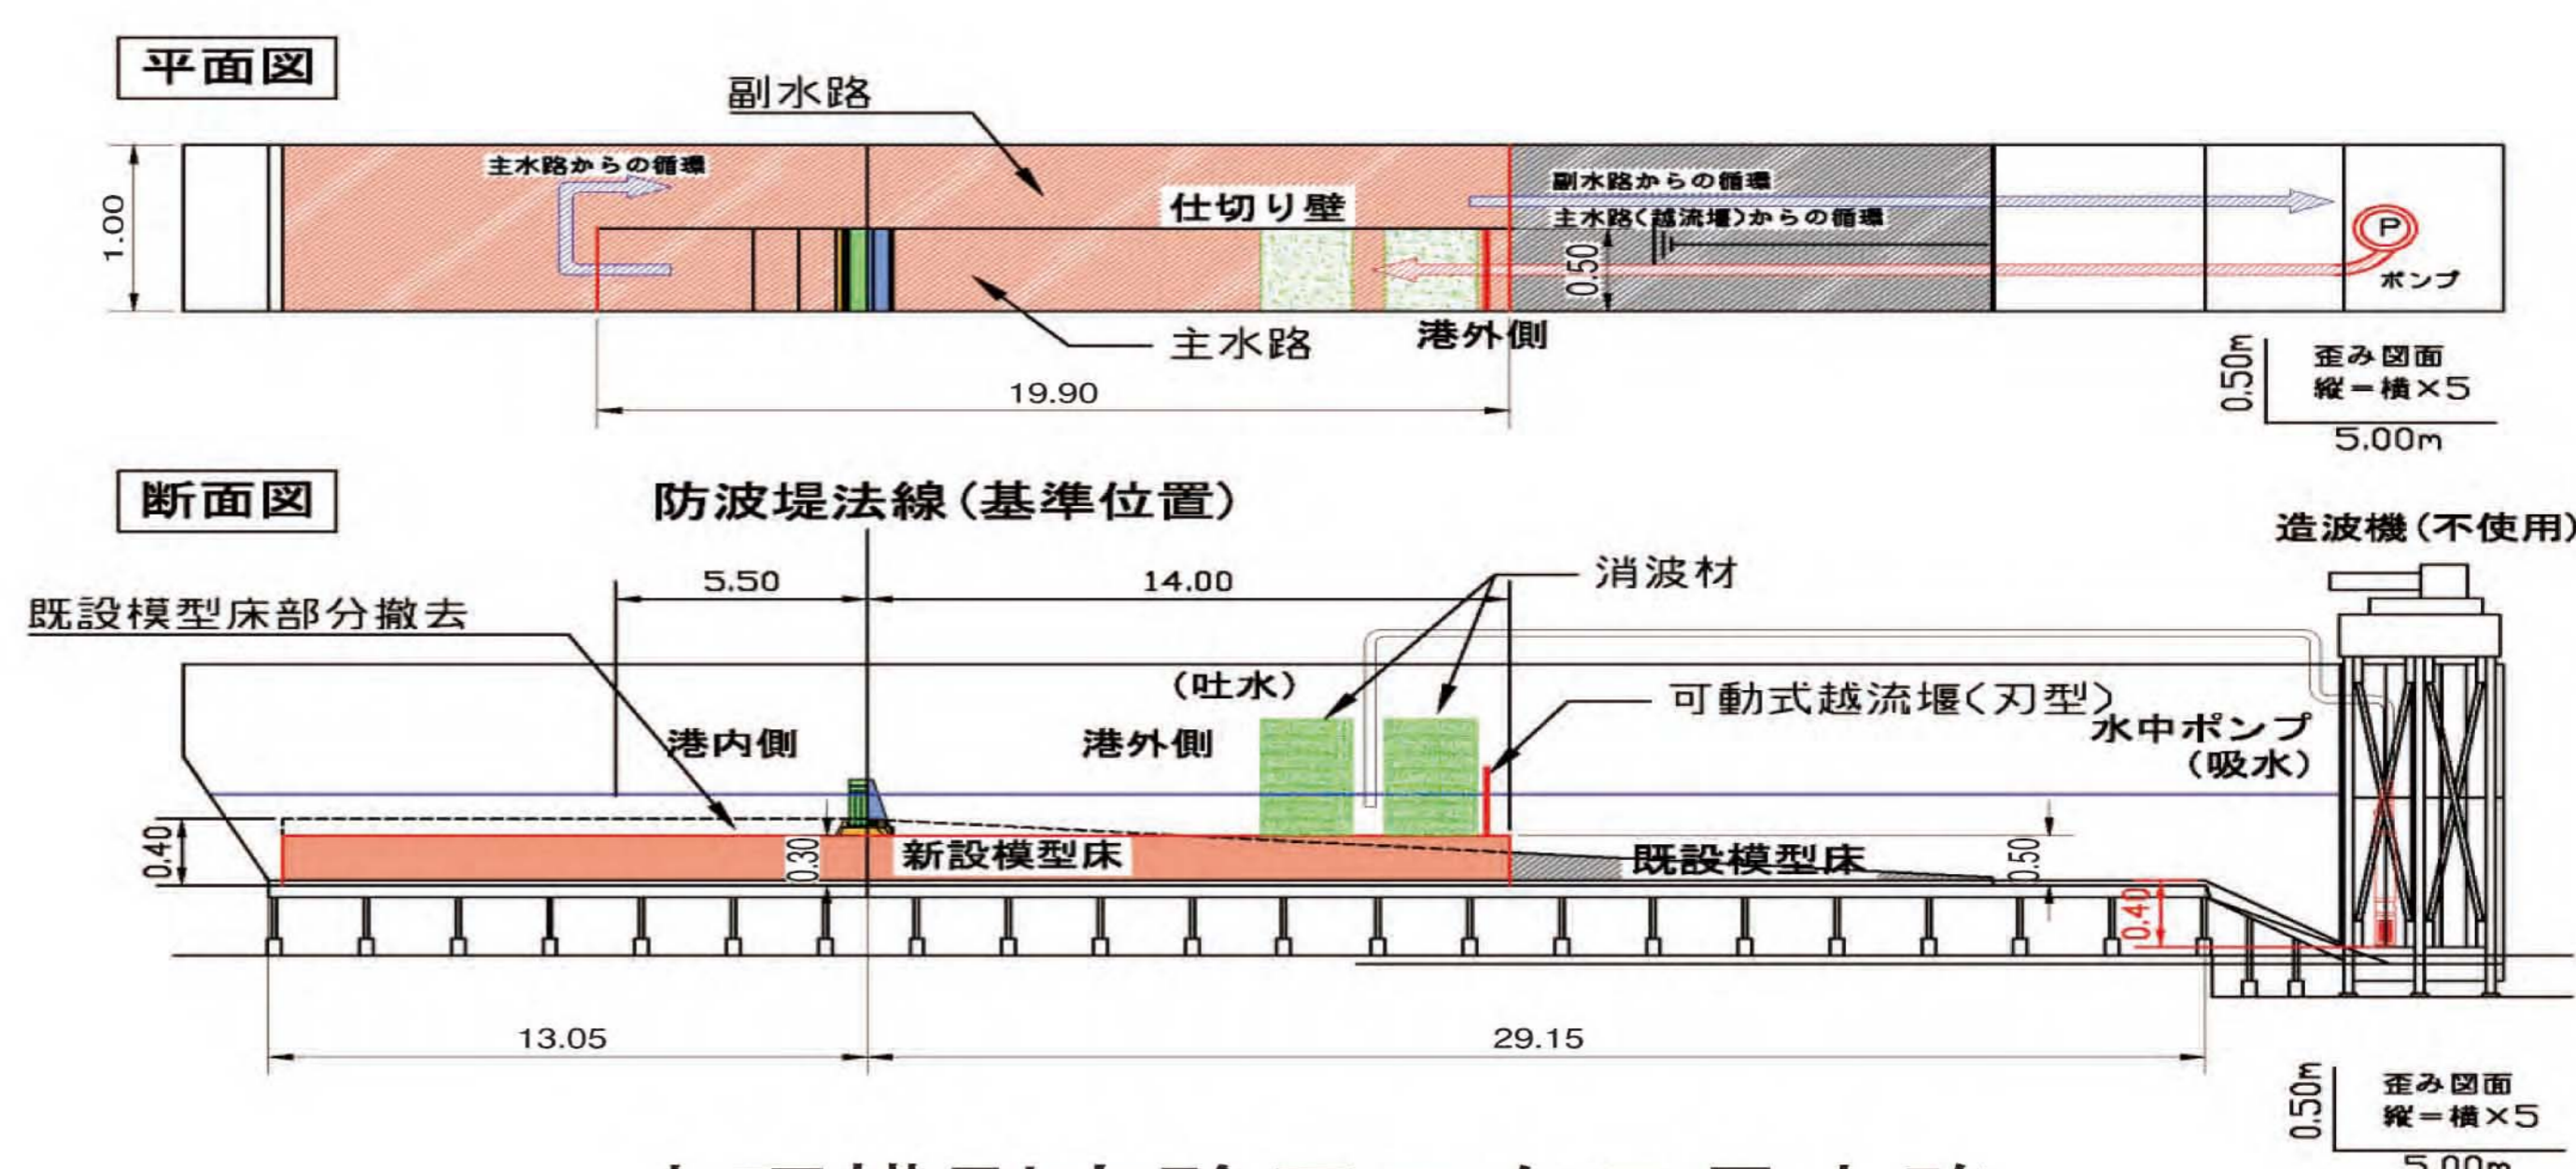 平面図
副水路
主水路からの循環
仕切り壁
副水路からの循環
主水路(越流堰)からの循環
1.00
0.50
P
ポンプ
主水路
港外側
19.90
0.50m
歪み図面
縦=横×5
5.00m
断面図
防波堤法線(基準位置)
造波機(不使用)
5.50
14.00
消波材
既設模型床部分撤去
(吐水)
可動式越流堰(刃型)
港内側
港外側
水中ポンプ
(吸水)
0.40
0.30
新設模型床
既設模型床
0.50
0.40
13.05
29.15
0.50m
歪み図面
縦=横×5
5.00m